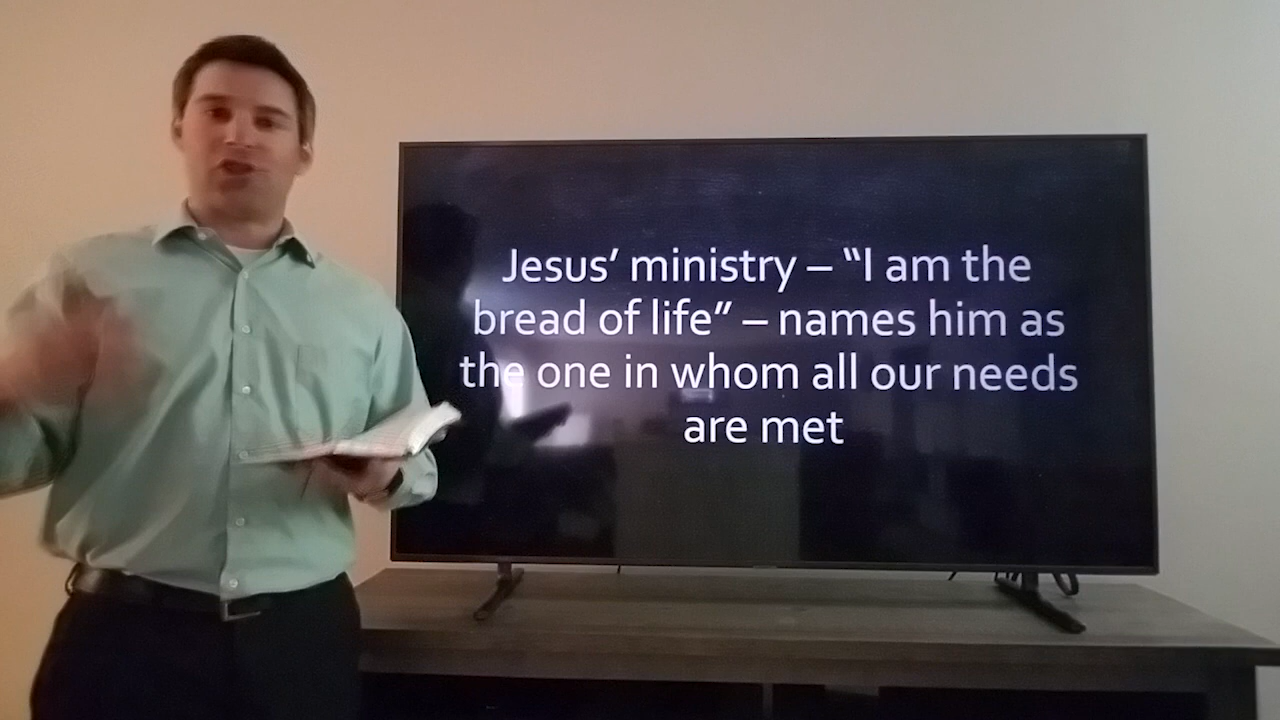 Jesus’ ministry – “I am the
bread of life” – names him as
the one in whom all our needs
are met